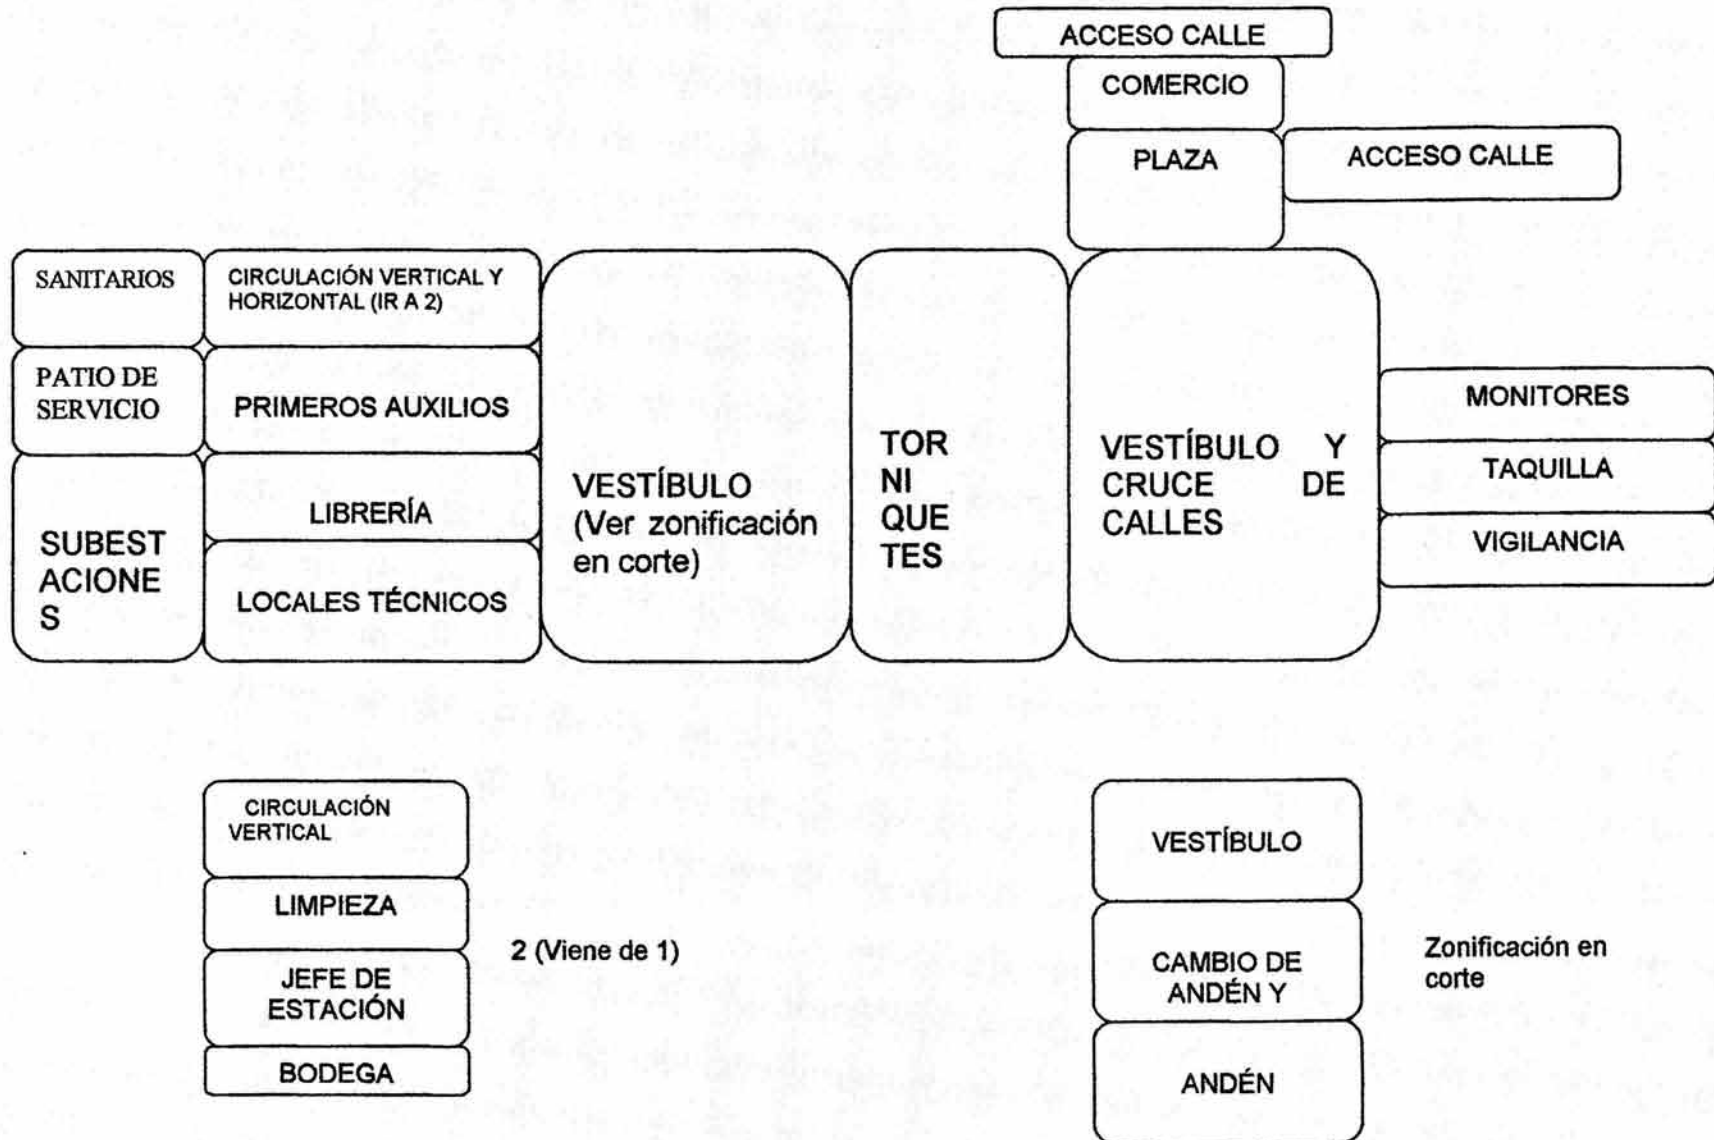 ACCESO CALLE
COMERCIO
PLAZA
ACCESO CALLE
SANITARIOS
CIRCULACIÓN VERTICAL Y
HORIZONTAL (IR A 2)
PATIO DE
SERVICIO
PRIMEROS AUXILIOS
SUBEST
ACIONE
S
LIBRERÍA
LOCALES TÉCNICOS
VESTÍBULO
(Ver zonificación
en corte)
TOR
NI
QUE
TES
VESTÍBULO Y
CRUCE DE
CALLES
MONITORES
TAQUILLA
VIGILANCIA
CIRCULACIÓN
VERTICAL
LIMPIEZA
JEFE DE
ESTACIÓN
BODEGA
2 (Viene de 1)
VESTÍBULO
CAMBIO DE
ANDÉN Y
ANDÉN
Zonificación en
corte